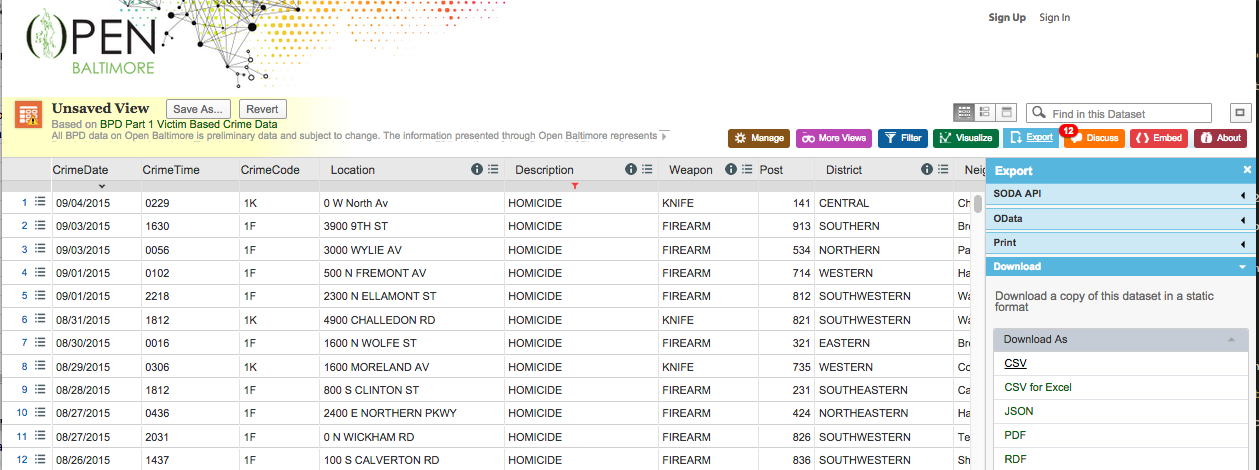 OPEN
BALTIMORE
Sign Up Sign In
Unsaved View Save As... Revert
Based on BPD Part 1 Victim Based Crime Data
All BPD data on Open Baltimore is preliminary data and subject to change. The information presented through Open Baltimore represents
Find in this Dataset
Manage More Views Filter Visualize Export 12 Discuss Embed About
CrimeDate CrimeTime CrimeCode Location Description Weapon Post District Neig
1 09/04/2015 0229 1K 0 W North Av HOMICIDE KNIFE 141 CENTRAL Ch
2 09/03/2015 1630 1F 3900 9TH ST HOMICIDE FIREARM 913 SOUTHERN Bro
3 09/03/2015 0056 1F 3000 WYLIE AV HOMICIDE FIREARM 534 NORTHERN Pa
4 09/01/2015 0102 1F 500 N FREMONT AV HOMICIDE FIREARM 714 WESTERN Ha
5 09/01/2015 2218 1F 2300 N ELLAMONT ST HOMICIDE FIREARM 812 SOUTHWESTERN Wa
6 08/31/2015 1812 1K 4900 CHALLEDON RD HOMICIDE KNIFE 821 SOUTHWESTERN Wa
7 08/30/2015 0016 1F 1600 N WOLFE ST HOMICIDE FIREARM 321 EASTERN Bro
8 08/29/2015 0306 1K 1600 MORELAND AV HOMICIDE KNIFE 735 WESTERN Co
9 08/28/2015 1812 1F 800 S CLINTON ST HOMICIDE FIREARM 231 SOUTHEASTERN Ca
10 08/27/2015 0436 1F 2400 E NORTHERN PKWY HOMICIDE FIREARM 424 NORTHEASTERN Ha
11 08/27/2015 2031 1F 0 N WICKHAM RD HOMICIDE FIREARM 826 SOUTHWESTERN Te
12 08/26/2015 1437 1F 100 S CALVERTON RD HOMICIDE FIREARM 836 SOUTHWESTERN Sh
Export
SODA API
OData
Print
Download
Download a copy of this dataset in a static
format
Download As
CSV
CSV for Excel
JSON
PDF
RDF